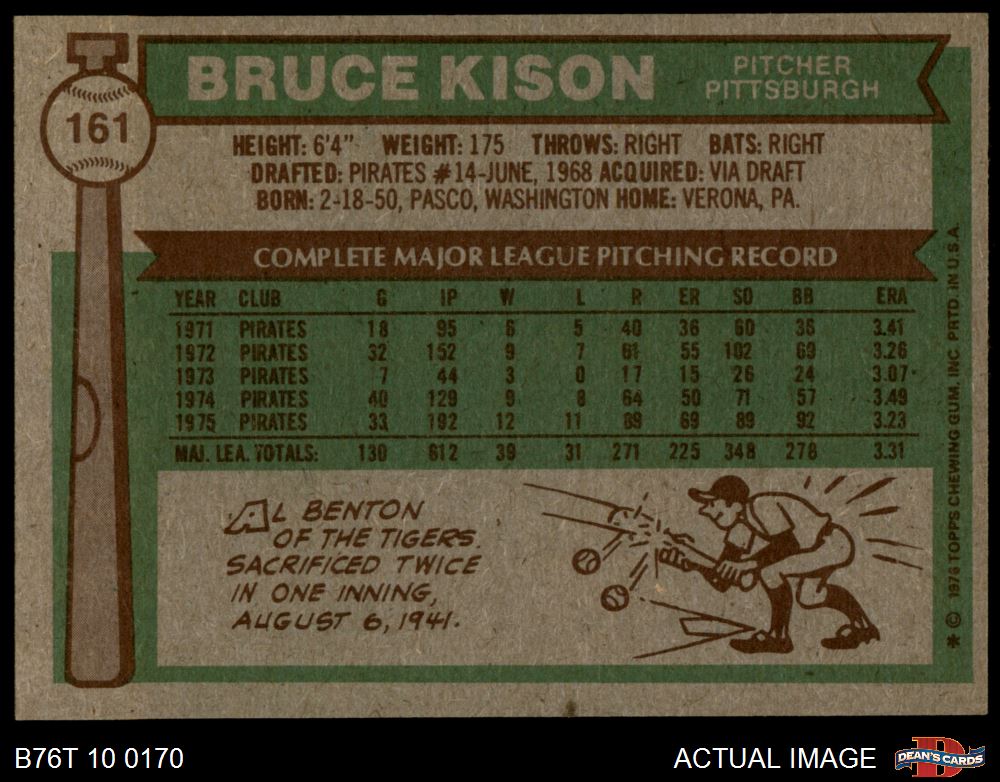 161
BRUCE KISON
PITCHER
PITTSBURGH
HEIGHT: 6'4" WEIGHT: 175 THROWS: RIGHT BATS: RIGHT
DRAFTED: PIRATES #14-JUNE, 1968 ACQUIRED: VIA DRAFT
BORN: 2-18-50, PASCO, WASHINGTON HOME: VERONA, PA.
COMPLETE MAJOR LEAGUE PITCHING RECORD
YEAR CLUB G IP W L R ER SO BB ERA
1971 PIRATES 18 95 6 5 40 36 60 36 3.41
1972 PIRATES 32 152 9 7 61 55 102 69 3.26
1973 PIRATES 7 44 3 0 17 15 26 24 3.07
1974 PIRATES 40 129 9 8 64 50 71 57 3.49
1975 PIRATES 33 192 12 11 89 69 89 92 3.23
MAJ. LEA. TOTALS: 130 612 39 31 271 225 348 278 3.31
AL BENTON
OF THE TIGERS
SACRIFICED TWICE
IN ONE INNING,
AUGUST 6, 1941.
* © 1976 TOPPS CHEWING GUM, INC. PRTD. IN U.S.A.
B76T 10 0170
ACTUAL IMAGE
D
DEAN'S CARDS